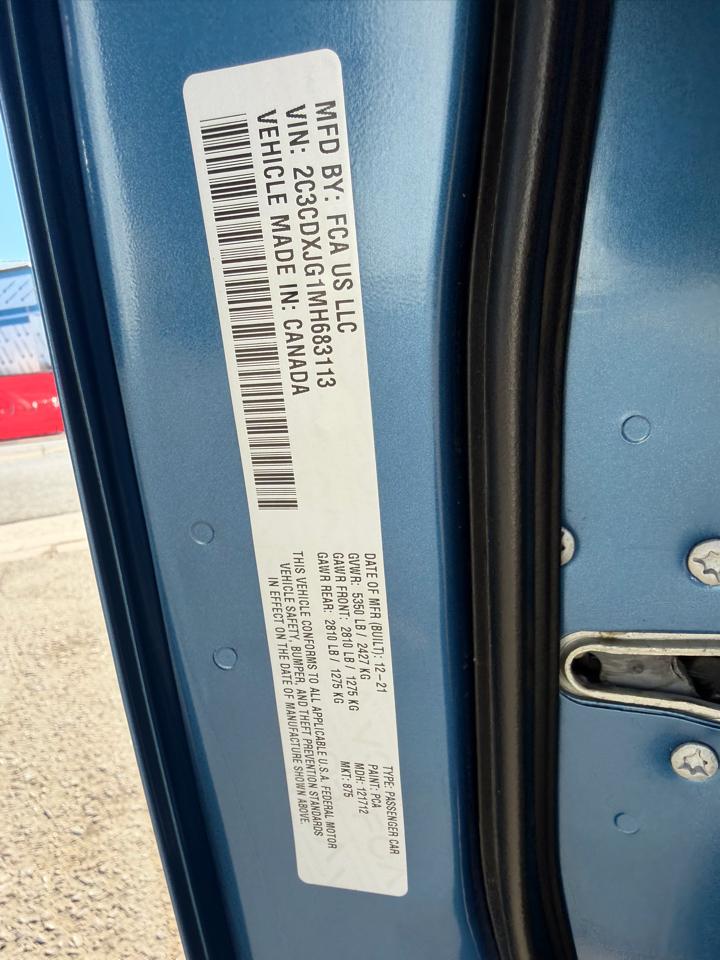 MFD BY: FCA US LLC
VIN: 2C3CDXJG1MH683113
VEHICLE MADE IN: CANADA
DATE OF MFR (BUILT): 12-21
GVWR: 5350 LB / 2427 KG
GAWR FRONT: 2810 LB / 1275 KG
GAWR REAR: 2810 LB / 1275 KG
THIS VEHICLE CONFORMS TO ALL APPLICABLE U.S.A. FEDERAL MOTOR
VEHICLE SAFETY, BUMPER, AND THEFT PREVENTION STANDARDS
IN EFFECT ON THE DATE OF MANUFACTURE SHOWN ABOVE.
TYPE: PASSENGER CAR
PAINT: PCA
MDH: 121712
MKT: 875